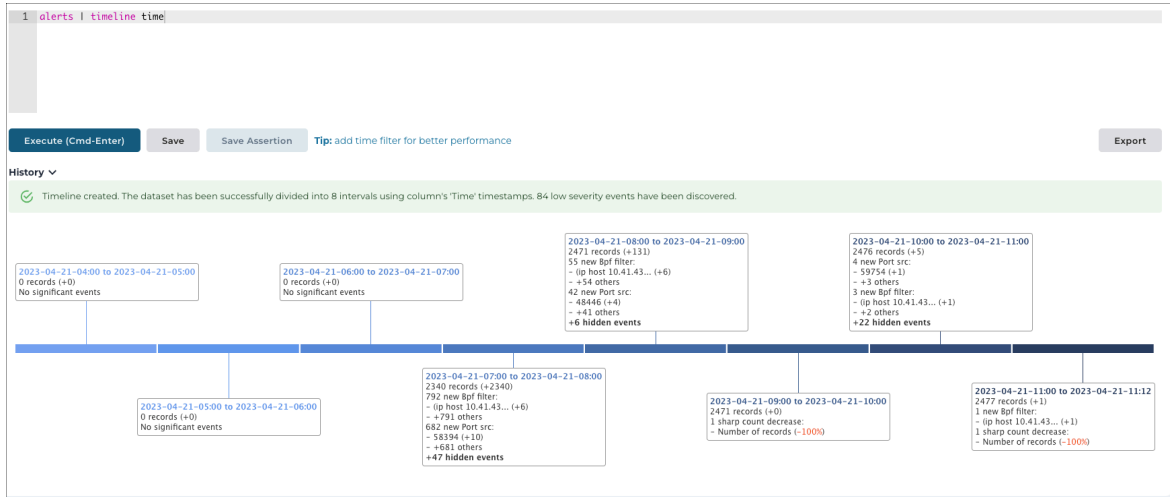 1 alerts | timeline time
Execute (Cmd-Enter) Save Save Assertion Tip: add time filter for better performance Export
History
Timeline created. The dataset has been successfully divided into 8 intervals using column's 'Time' timestamps. 84 low severity events have been discovered.
2023-04-21-04:00 to 2023-04-21-05:00
0 records (+0)
No significant events
2023-04-21-05:00 to 2023-04-21-06:00
0 records (+0)
No significant events
2023-04-21-06:00 to 2023-04-21-07:00
0 records (+0)
No significant events
2023-04-21-07:00 to 2023-04-21-08:00
2340 records (+2340)
792 new Bpf filter:
- (ip host 10.41.43... (+6)
- +791 others
682 new Port src:
- 58394 (+10)
- +681 others
+47 hidden events
2023-04-21-08:00 to 2023-04-21-09:00
2471 records (+131)
55 new Bpf filter:
- (ip host 10.41.43... (+6)
- +54 others
42 new Port src:
- 48446 (+4)
- +41 others
+6 hidden events
2023-04-21-09:00 to 2023-04-21-10:00
2471 records (+0)
1 sharp count decrease:
- Number of records (-100%)
2023-04-21-10:00 to 2023-04-21-11:00
2476 records (+5)
4 new Port src:
- 59754 (+1)
- +3 others
3 new Bpf filter:
- (ip host 10.41.43... (+1)
- +2 others
+22 hidden events
2023-04-21-11:00 to 2023-04-21-11:12
2477 records (+1)
1 new Bpf filter:
- (ip host 10.41.43... (+1)
1 sharp count decrease:
- Number of records (-100%)